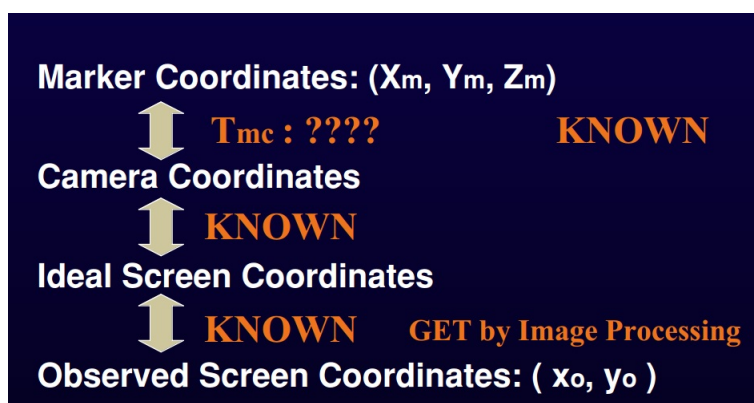 Marker Coordinates: (Xm, Ym, Zm)
Tmc : ???? KNOWN
Camera Coordinates
KNOWN
Ideal Screen Coordinates
KNOWN GET by Image Processing
Observed Screen Coordinates: ( xo, yo )